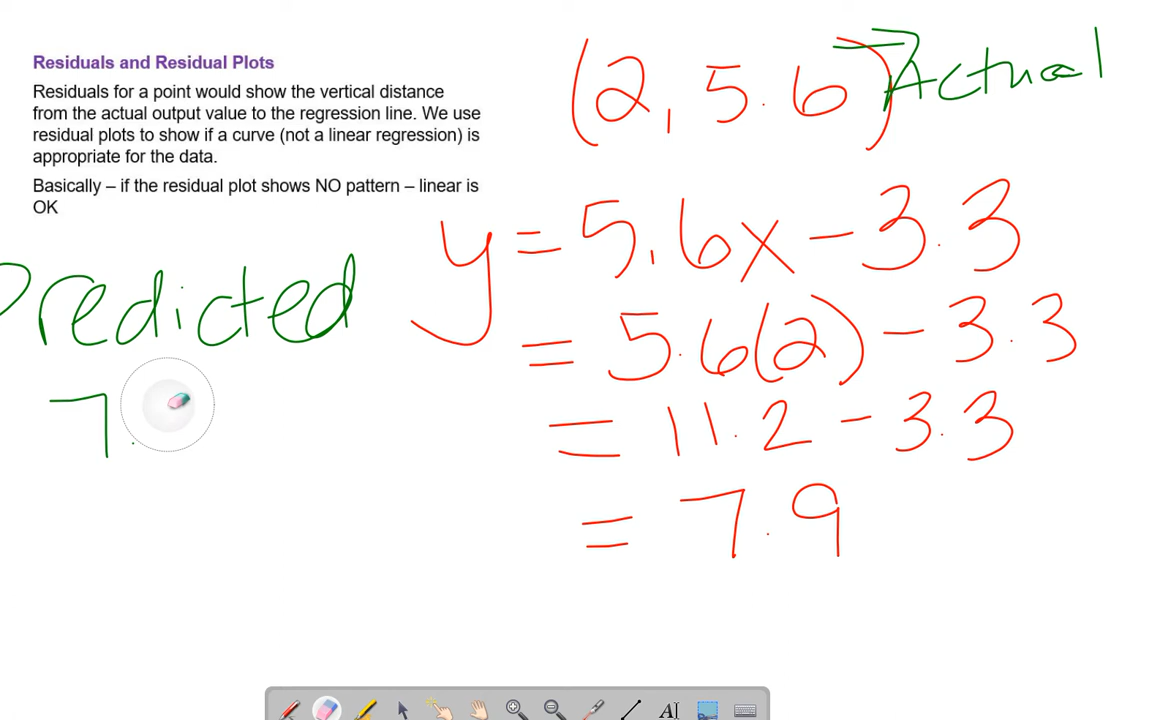 Residuals and Residual Plots
Residuals for a point would show the vertical distance
from the actual output value to the regression line. We use
residual plots to show if a curve (not a linear regression) is
appropriate for the data.
Basically – if the residual plot shows NO pattern – linear is
OK
(2, 5.6) Actual
y = 5.6x - 3.3
= 5.6(2) - 3.3
= 11.2 - 3.3
= 7.9
Predicted
7.
AI